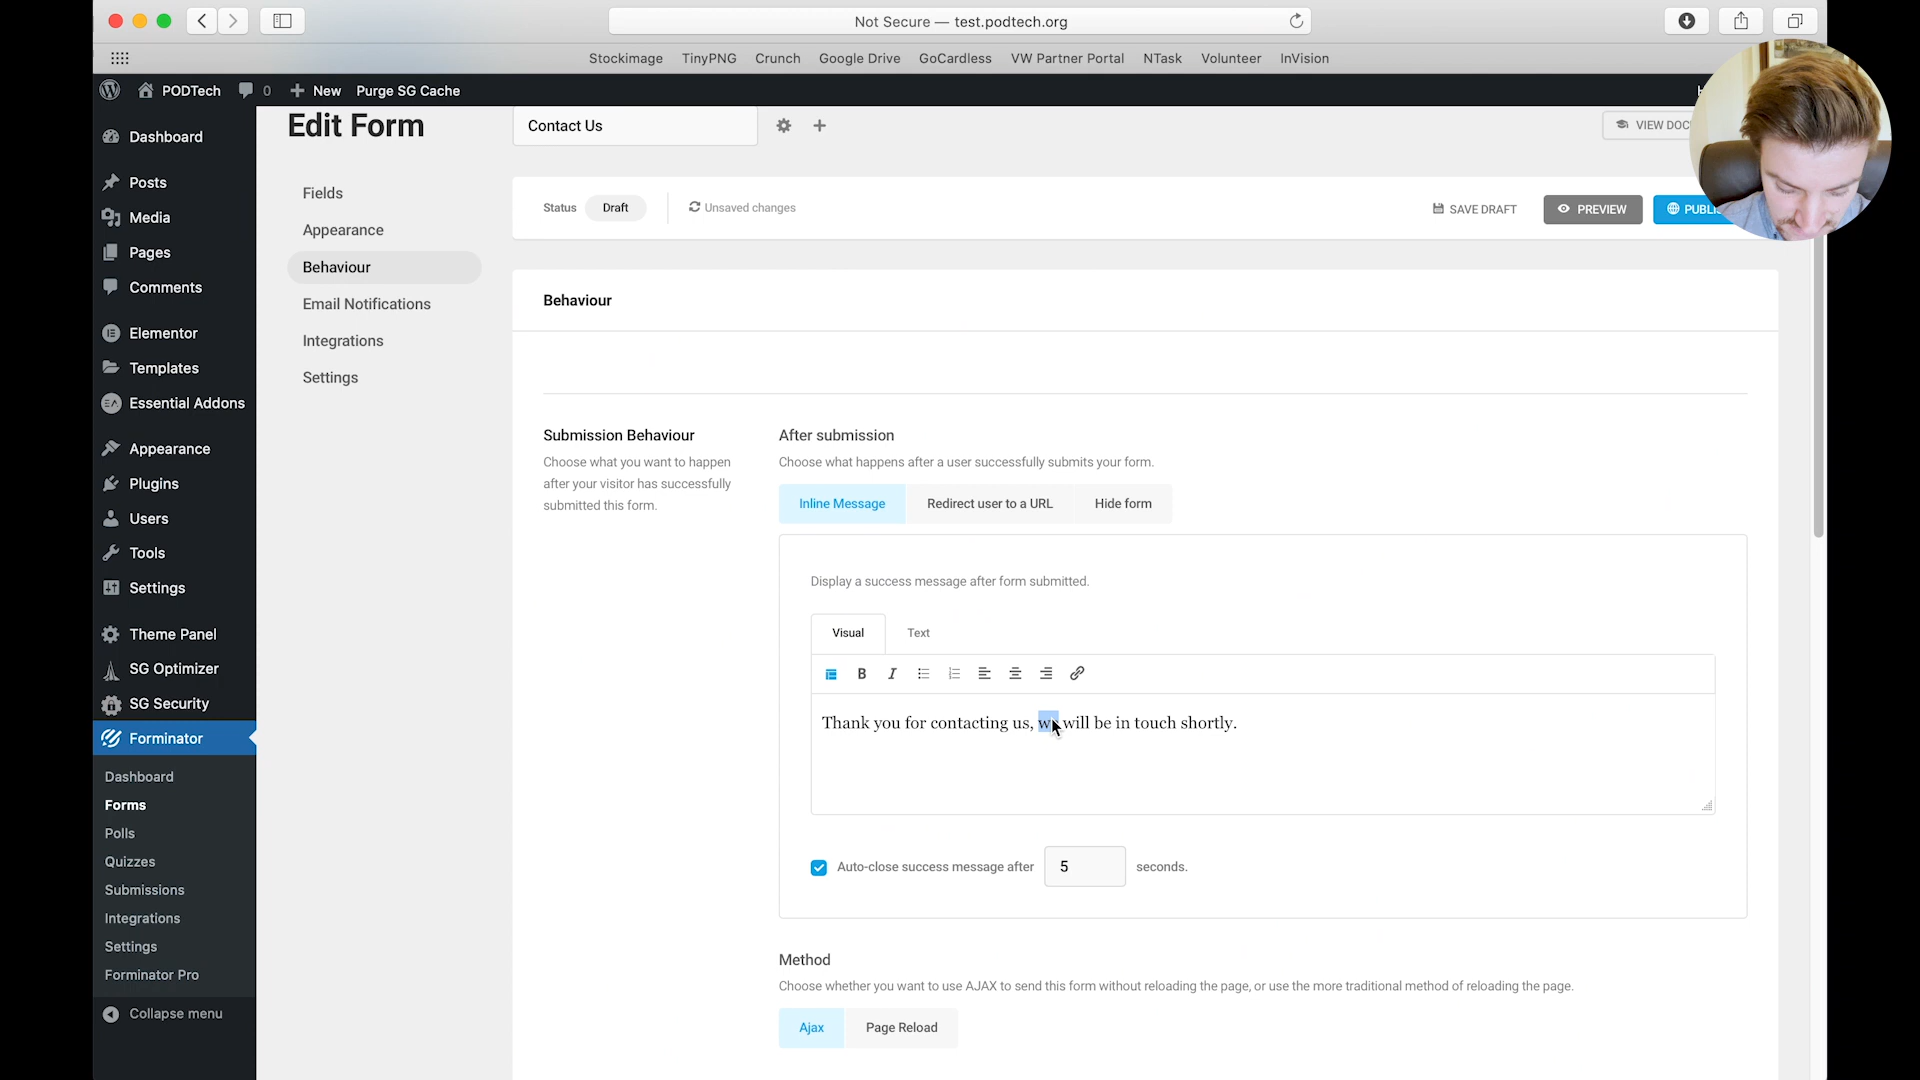 Not Secure — test.podtech.org
Stockimage TinyPNG Crunch Google Drive GoCardless VW Partner Portal NTask Volunteer InVision
PODTech 0 New Purge SG Cache
Edit Form
Contact Us
VIEW DOC
Dashboard
Posts
Media
Pages
Comments
Elementor
Templates
Essential Addons
Appearance
Plugins
Users
Tools
Settings
Theme Panel
SG Optimizer
SG Security
Forminator
Dashboard
Forms
Polls
Quizzes
Submissions
Integrations
Settings
Forminator Pro
Collapse menu
Fields
Appearance
Behaviour
Email Notifications
Integrations
Settings
Status Draft Unsaved changes
SAVE DRAFT PREVIEW
Behaviour
Submission Behaviour
Choose what you want to happen
after your visitor has successfully
submitted this form.
After submission
Choose what happens after a user successfully submits your form.
Inline Message Redirect user to a URL Hide form
Display a success message after form submitted.
Visual Text
B I
Thank you for contacting us, we will be in touch shortly.
Auto-close success message after 5 seconds.
Method
Choose whether you want to use AJAX to send this form without reloading the page, or use the more traditional method of reloading the page.
Ajax Page Reload